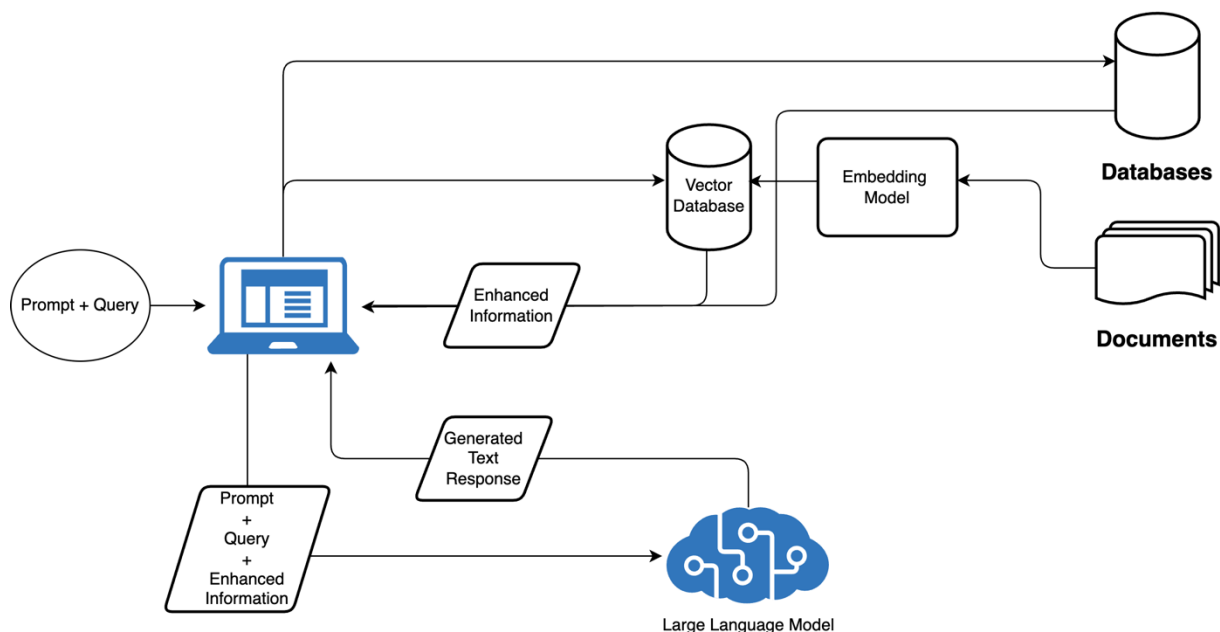 Databases
Vector
Database
Embedding
Model
Prompt + Query
Enhanced
Information
Documents
Generated
Text
Response
Prompt
+
Query
+
Enhanced
Information
Large Language Model